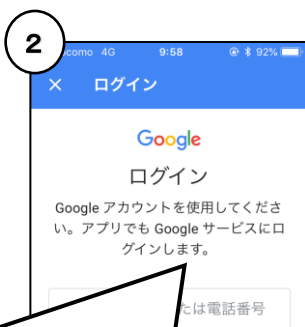 2
como 4G 9:58 92%
× ログイン
Google
ログイン
Google アカウントを使用してくださ
い。アプリでも Google サービスにロ
グインします。
たは電話番号